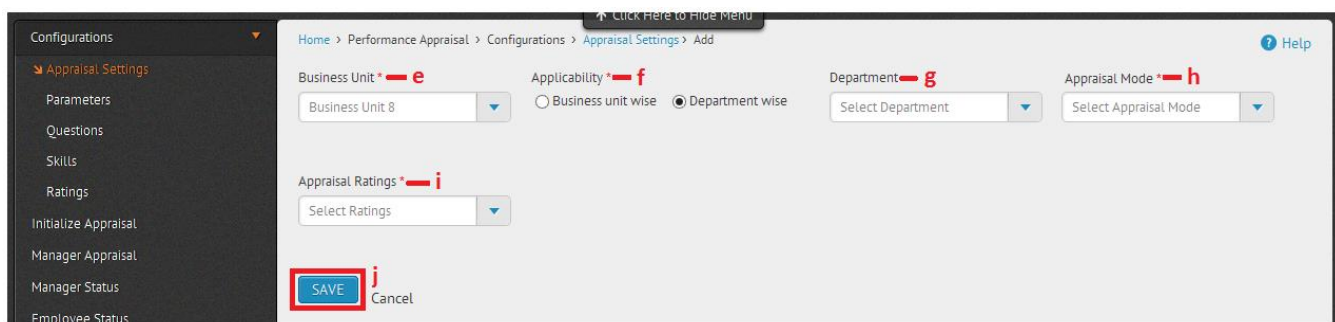 ↑ Click Here to Hide Menu
Configurations
Home > Performance Appraisal > Configurations > Appraisal Settings > Add
Help
Appraisal Settings
Parameters
Questions
Skills
Ratings
Initialize Appraisal
Manager Appraisal
Manager Status
Employee Status
Business Unit * e
Applicability * f
Department g
Appraisal Mode * h
Business Unit 8
Business unit wise
Department wise
Select Department
Select Appraisal Mode
Appraisal Ratings * i
Select Ratings
SAVE
j
Cancel